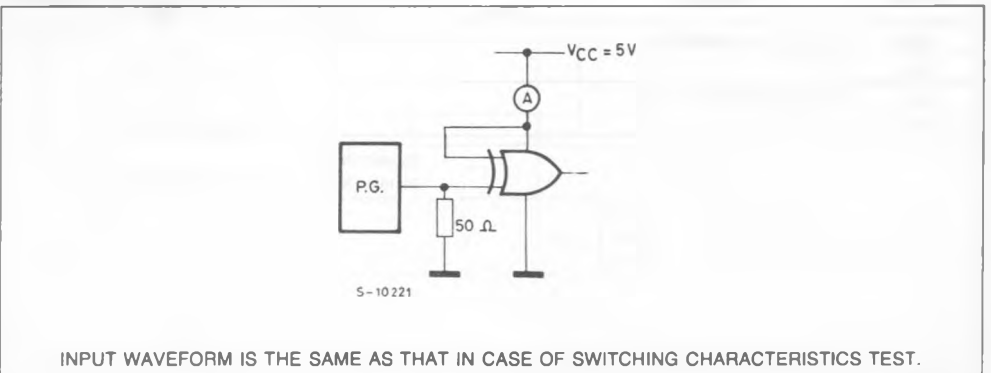 VCC = 5V
A
P.G.
50 Ω
S-10221
INPUT WAVEFORM IS THE SAME AS THAT IN CASE OF SWITCHING CHARACTERISTICS TEST.